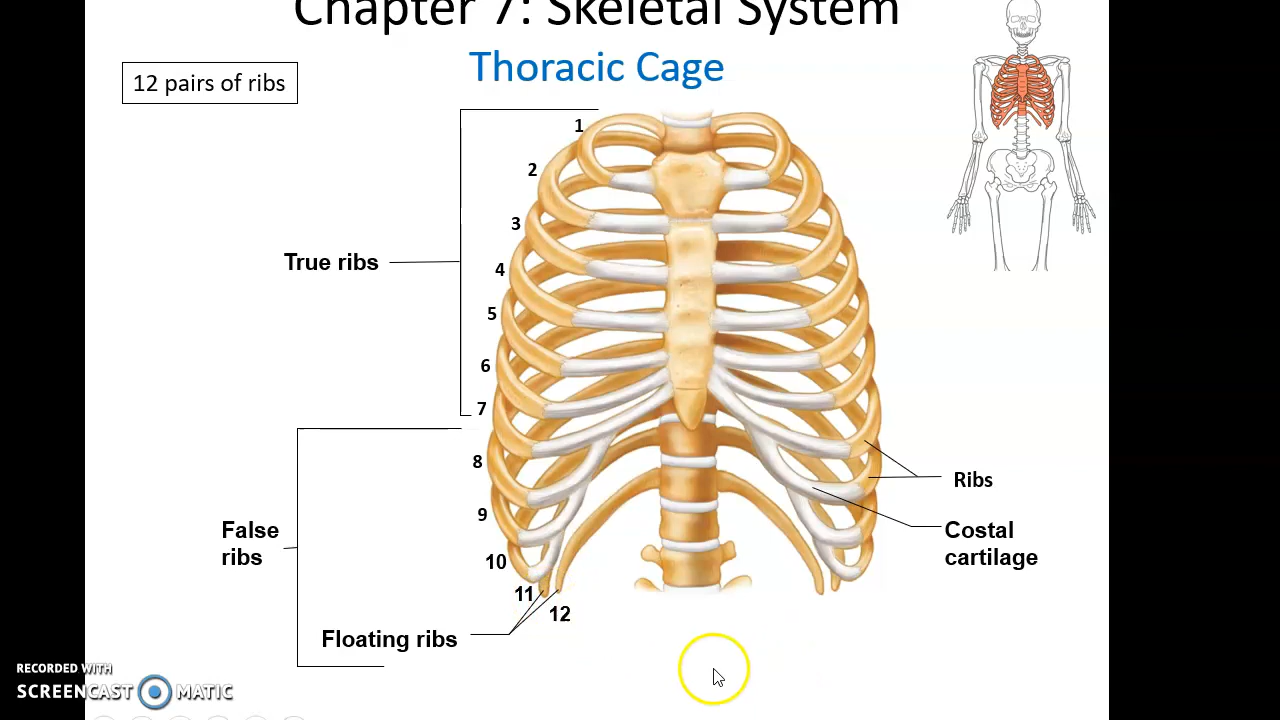 Chapter 7: Skeletal System
Thoracic Cage
12 pairs of ribs
1
2
3
True ribs
4
5
6
7
8
Ribs
9
False
ribs
Costal
cartilage
10
11
12
Floating ribs
RECORDED WITH
SCREENCAST MATIC